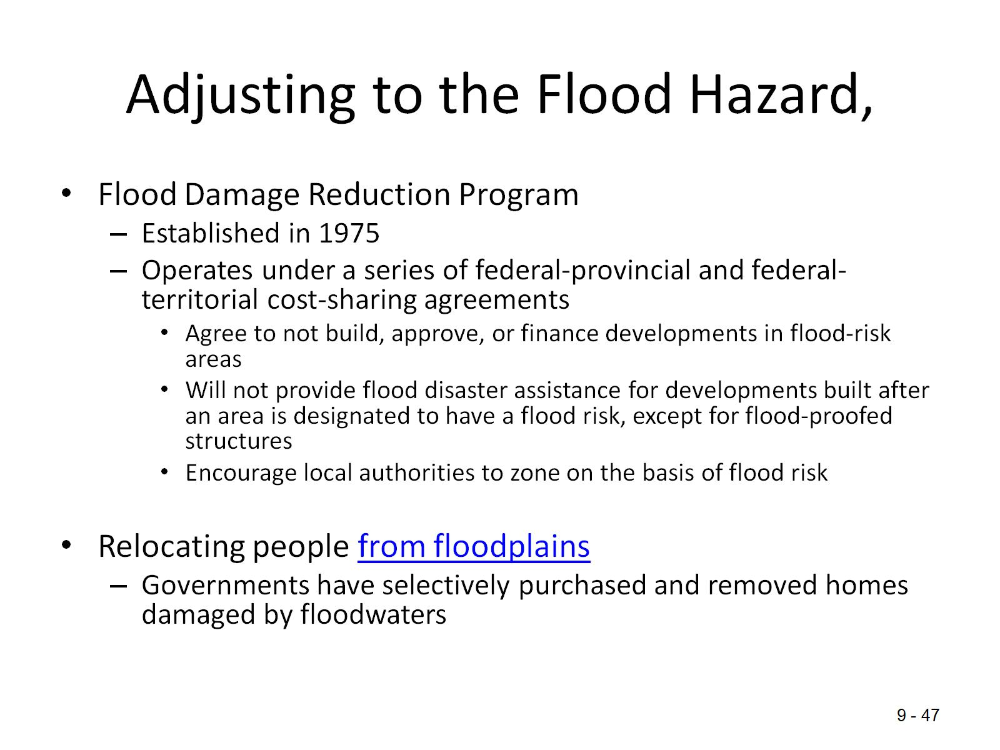 Adjusting to the Flood Hazard,
• Flood Damage Reduction Program
– Established in 1975
– Operates under a series of federal-provincial and federal-
territorial cost-sharing agreements
• Agree to not build, approve, or finance developments in flood-risk
areas
• Will not provide flood disaster assistance for developments built after
an area is designated to have a flood risk, except for flood-proofed
structures
• Encourage local authorities to zone on the basis of flood risk
• Relocating people from floodplains
– Governments have selectively purchased and removed homes
damaged by floodwaters
9 - 47